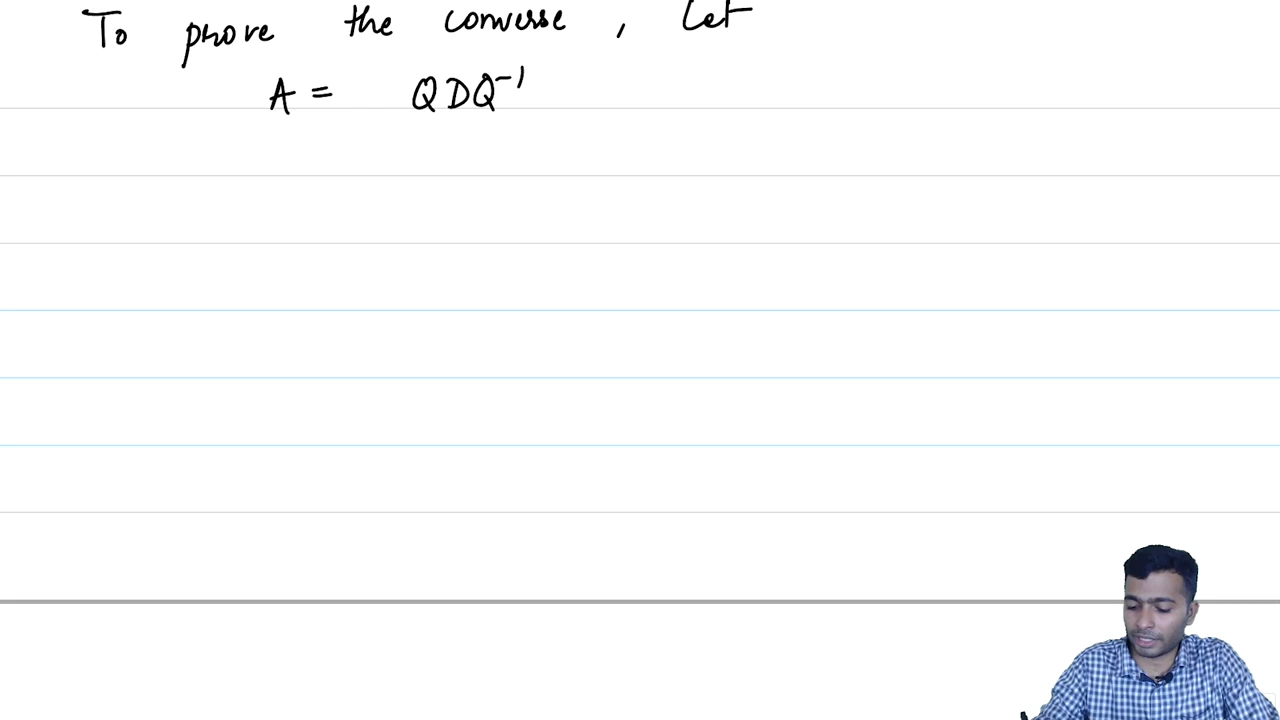 To prove the converse , Let
A = QDQ⁻¹